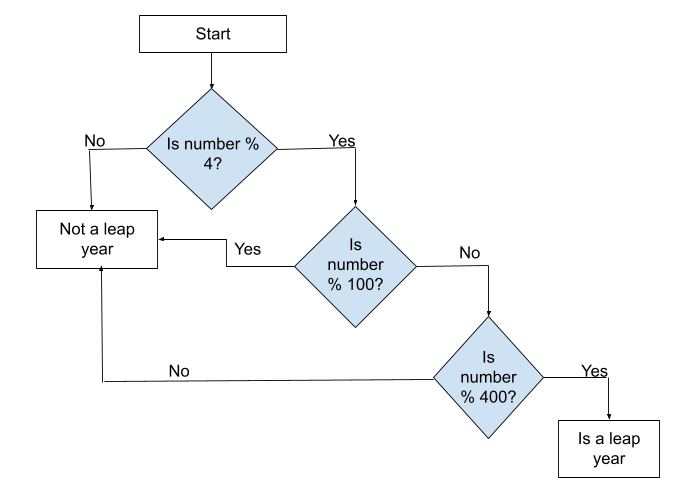 Start
Is number %
4?
No
Yes
Not a leap
year
Yes
Is
number
% 100?
No
Is
number
% 400?
No
Yes
Is a leap
year